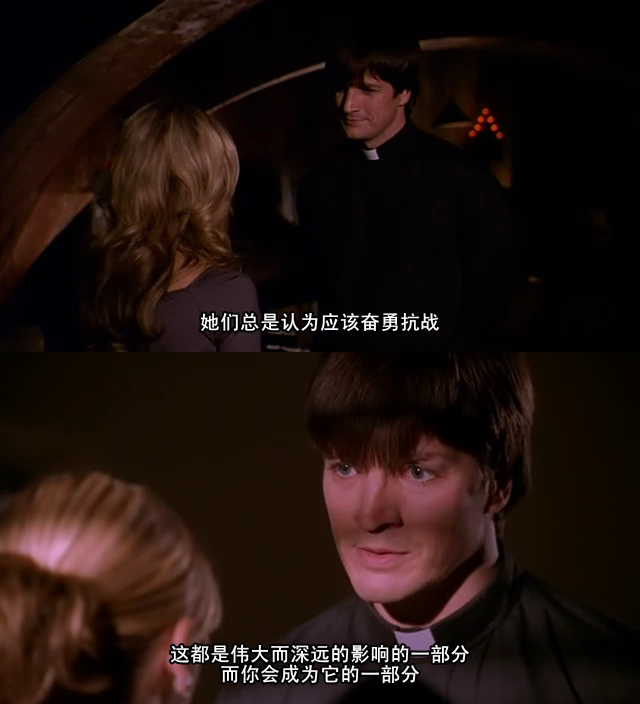 她们总是认为应该奋勇抗战
这都是伟大而深远的影响的一部分
而你会成为它的一部分